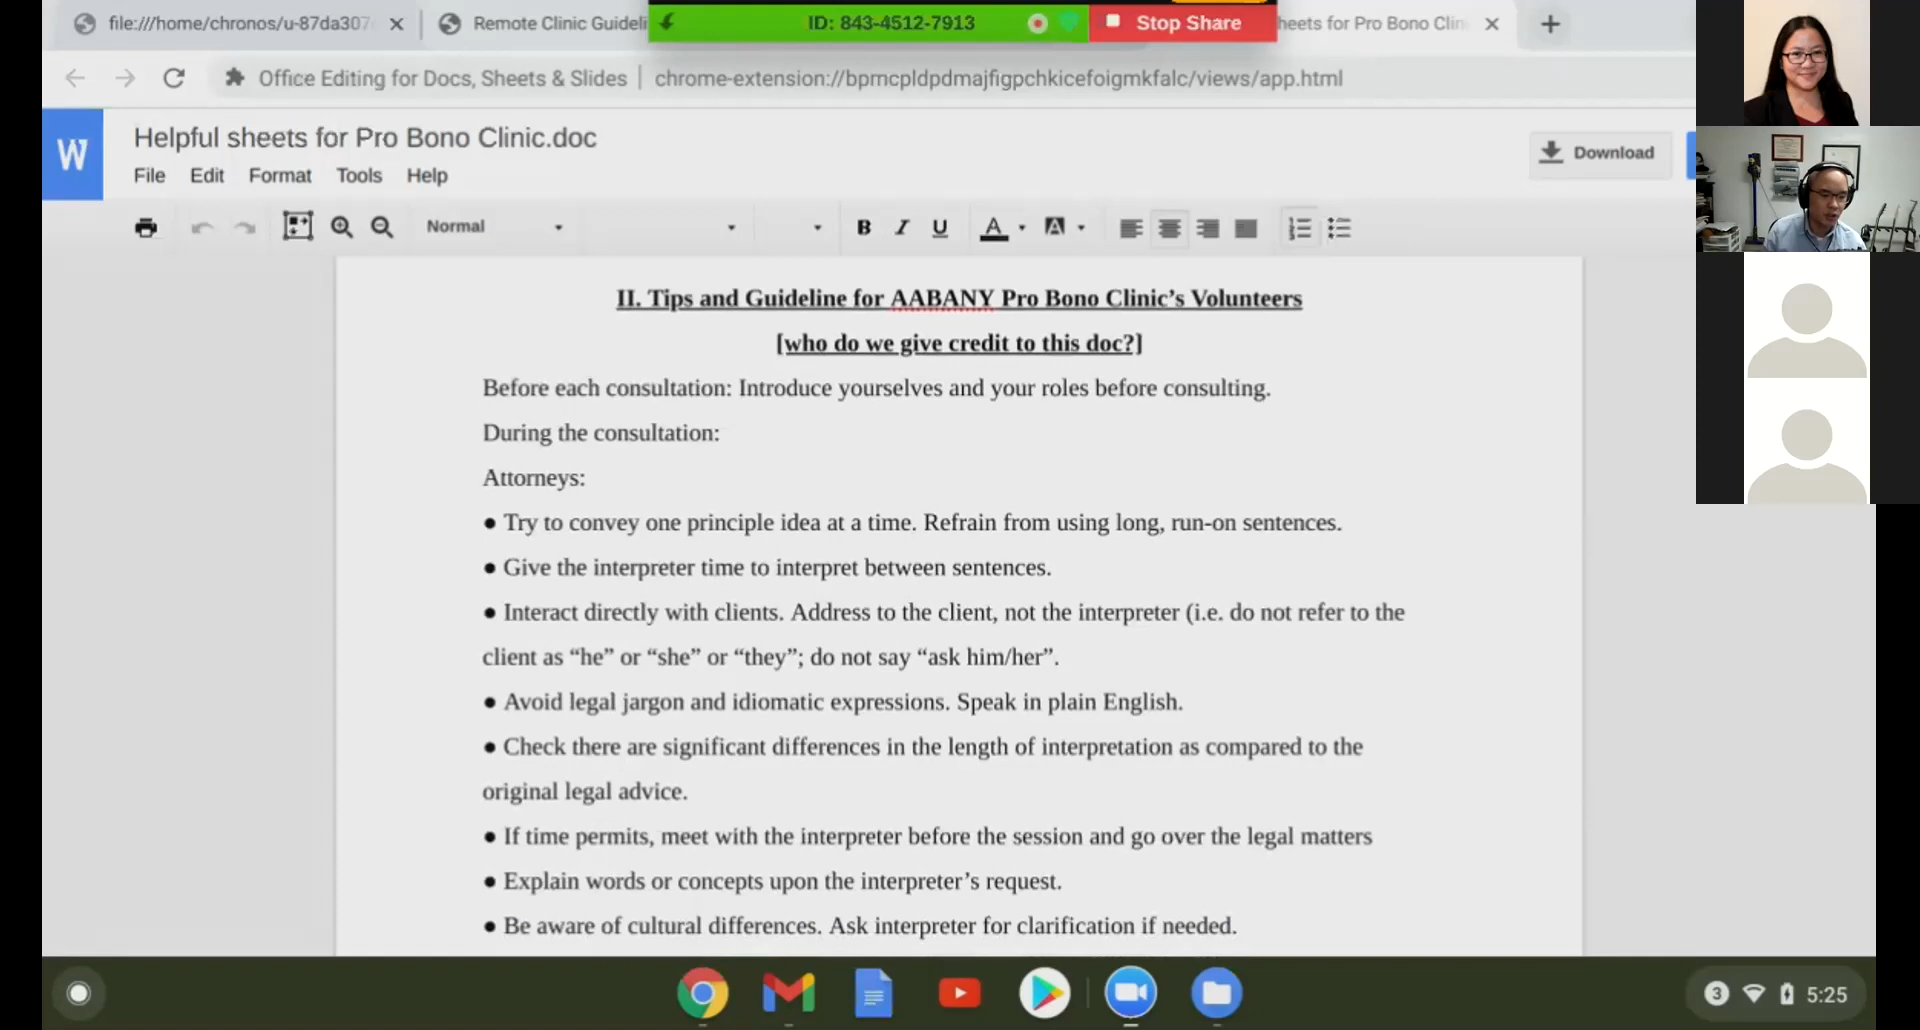 file:///home/chronos/u-87da307
Remote Clinic Guideli
ID: 843-4512-7913
Stop Share
heets for Pro Bono Clin
Office Editing for Docs, Sheets & Slides
chrome-extension://bpmcpldpdmajfigpchkicefoigmkfalc/views/app.html
W
Helpful sheets for Pro Bono Clinic.doc
Download
File Edit Format Tools Help
Normal
B I U A A
II. Tips and Guideline for AABANY Pro Bono Clinic’s Volunteers
[who do we give credit to this doc?]
Before each consultation: Introduce yourselves and your roles before consulting.
During the consultation:
Attorneys:
● Try to convey one principle idea at a time. Refrain from using long, run-on sentences.
● Give the interpreter time to interpret between sentences.
● Interact directly with clients. Address to the client, not the interpreter (i.e. do not refer to the
client as “he” or “she” or “they”; do not say “ask him/her”.
● Avoid legal jargon and idiomatic expressions. Speak in plain English.
● Check there are significant differences in the length of interpretation as compared to the
original legal advice.
● If time permits, meet with the interpreter before the session and go over the legal matters
● Explain words or concepts upon the interpreter’s request.
● Be aware of cultural differences. Ask interpreter for clarification if needed.
3 5:25